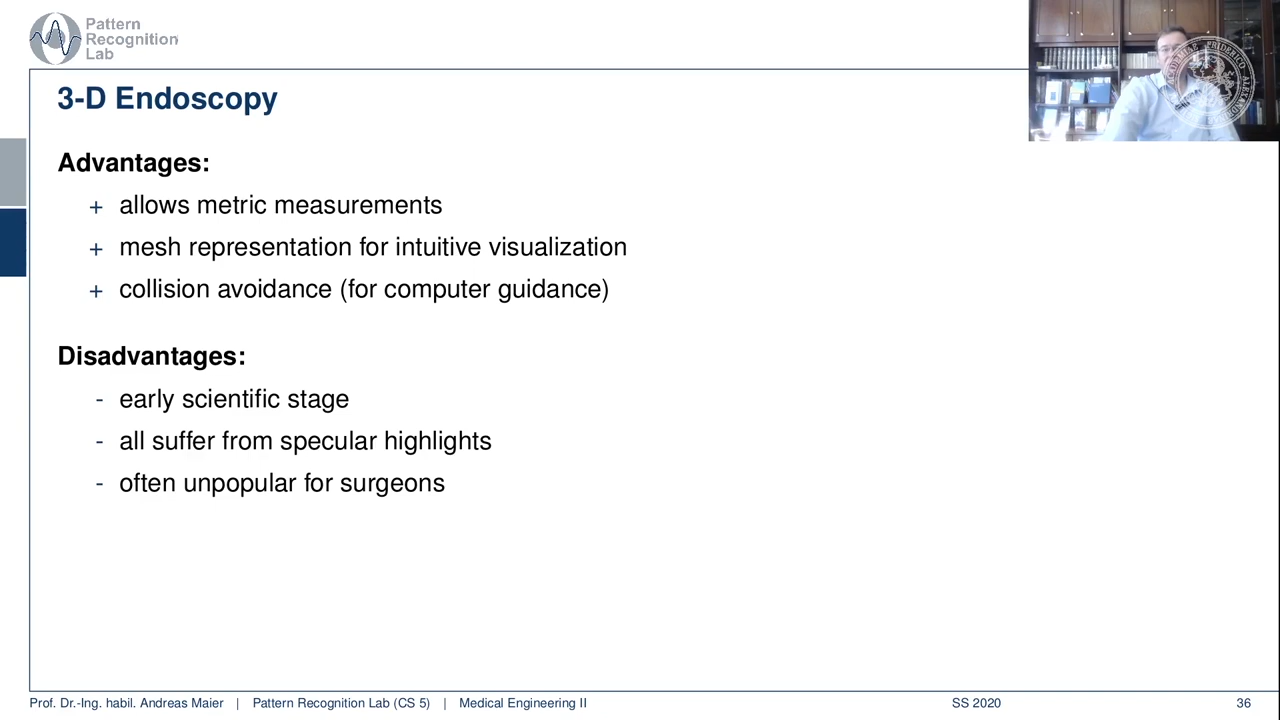 Pattern
Recognition
Lab
3-D Endoscopy
Advantages:
+ allows metric measurements
+ mesh representation for intuitive visualization
+ collision avoidance (for computer guidance)
Disadvantages:
- early scientific stage
- all suffer from specular highlights
- often unpopular for surgeons
Prof. Dr.-Ing. habil. Andreas Maier | Pattern Recognition Lab (CS 5) | Medical Engineering II SS 2020 36